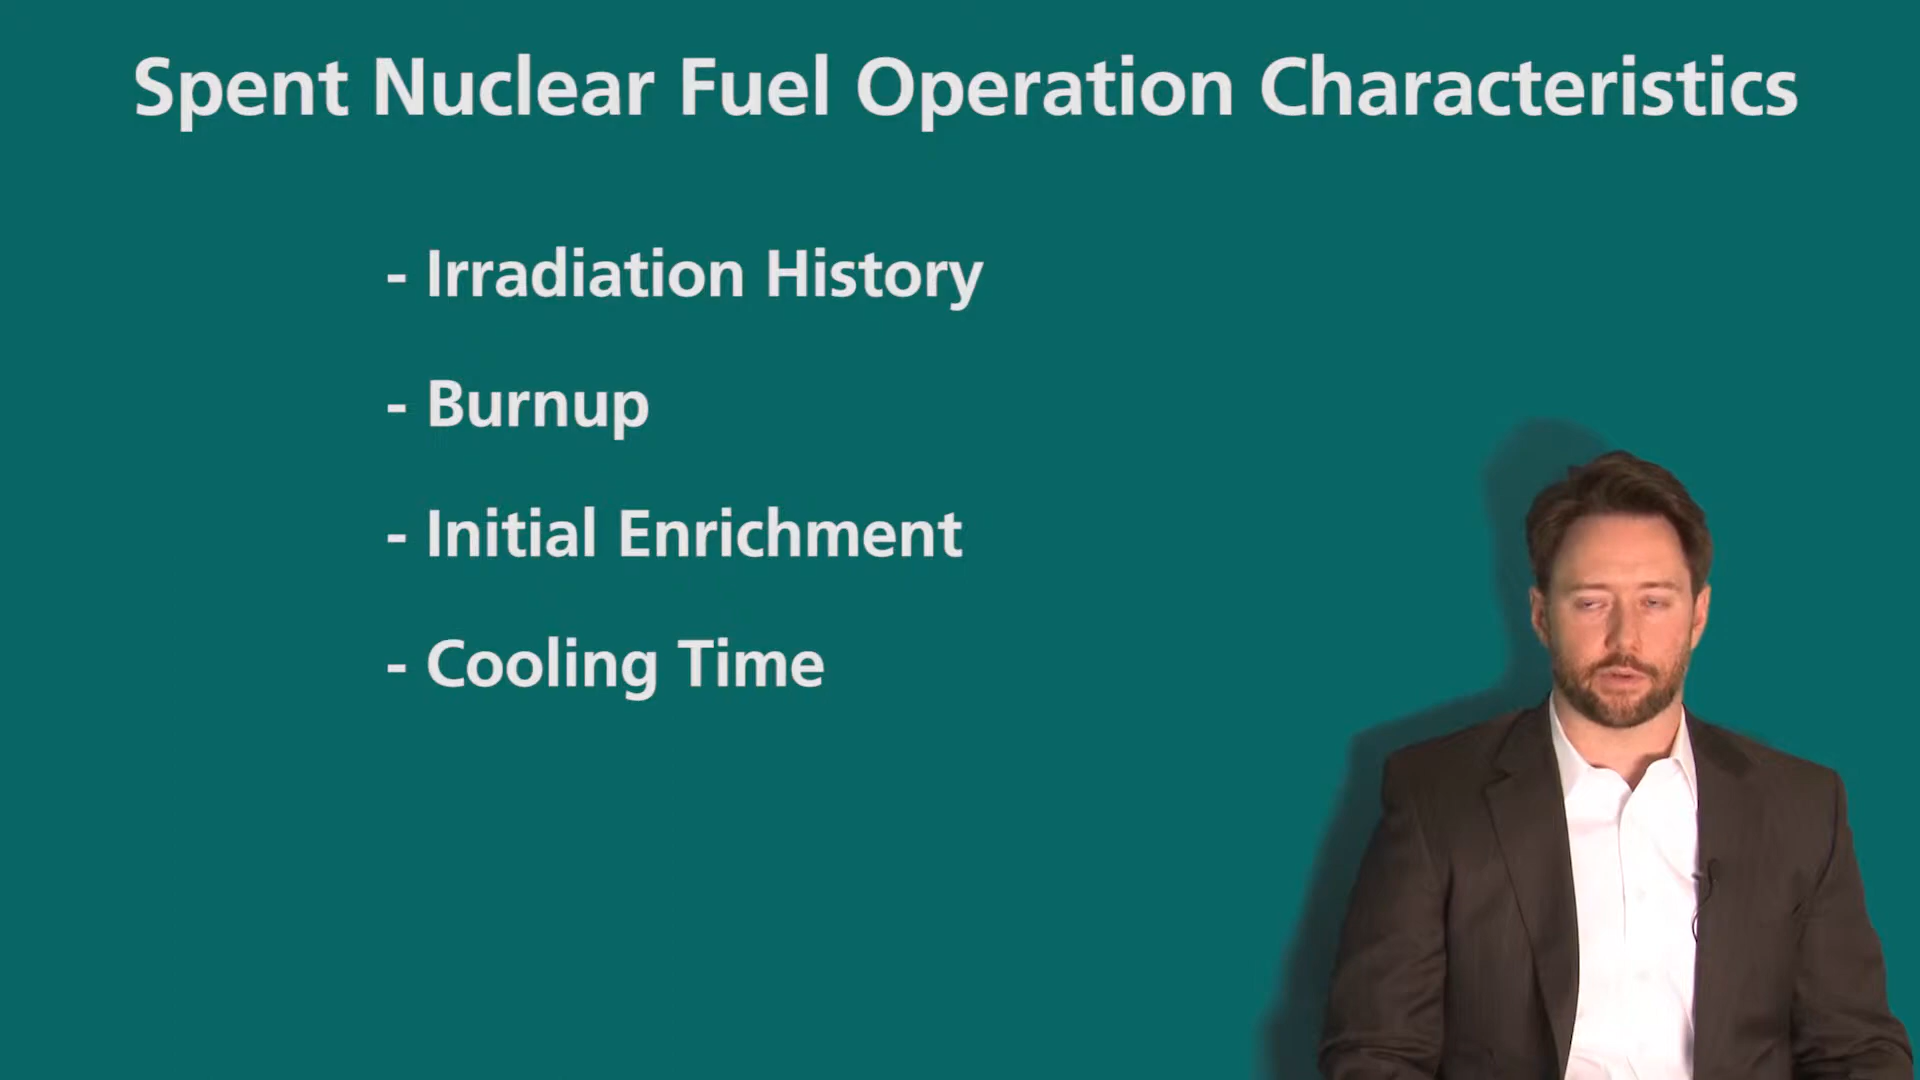 Spent Nuclear Fuel Operation Characteristics
- Irradiation History
- Burnup
- Initial Enrichment
- Cooling Time